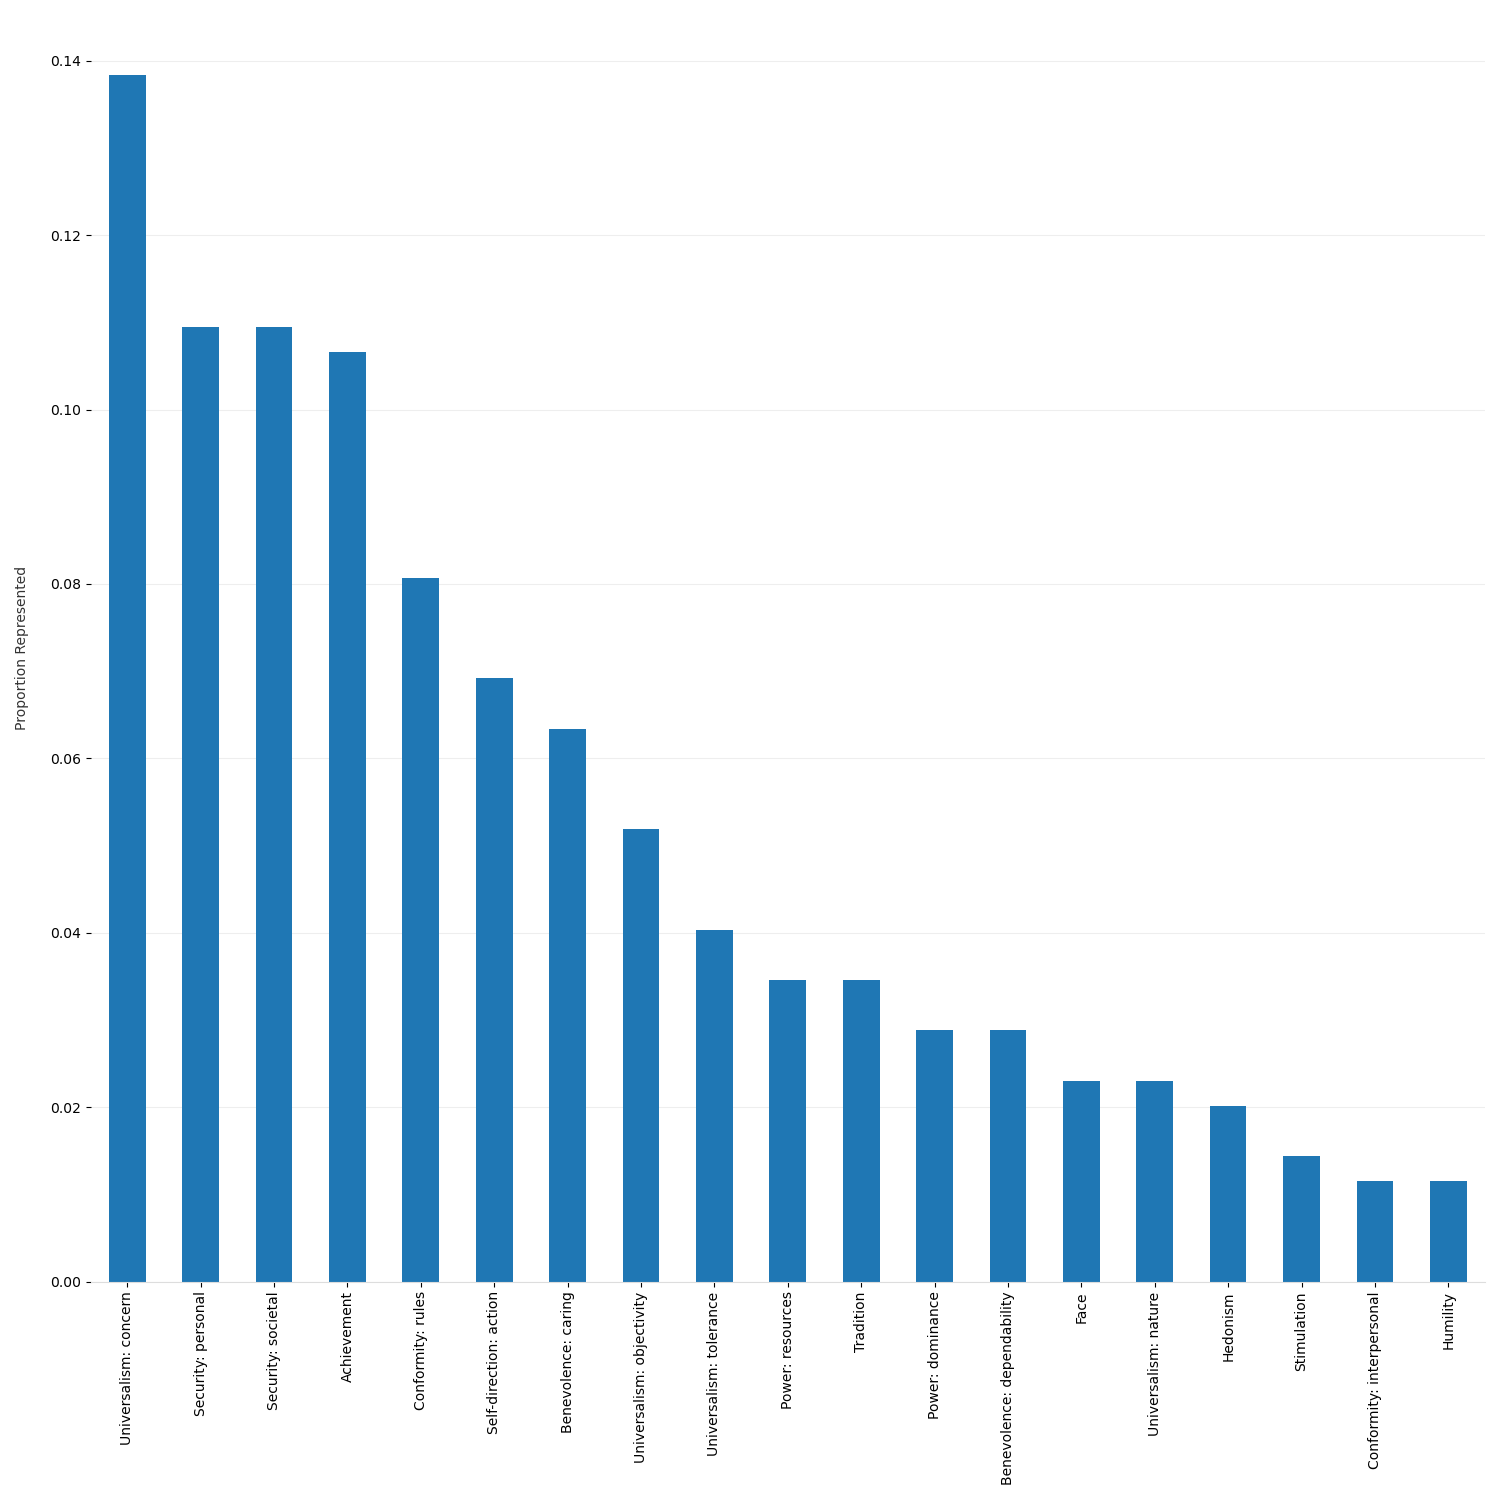 0.14
0.12
0.10
0.08
0.06
0.04
0.02
0.00
Proportion Represented
Universalism: concern
Security: personal
Security: societal
Achievement
Conformity: rules
Self-direction: action
Benevolence: caring
Universalism: objectivity
Universalism: tolerance
Power: resources
Tradition
Power: dominance
Benevolence: dependability
Face
Universalism: nature
Hedonism
Stimulation
Conformity: interpersonal
Humility